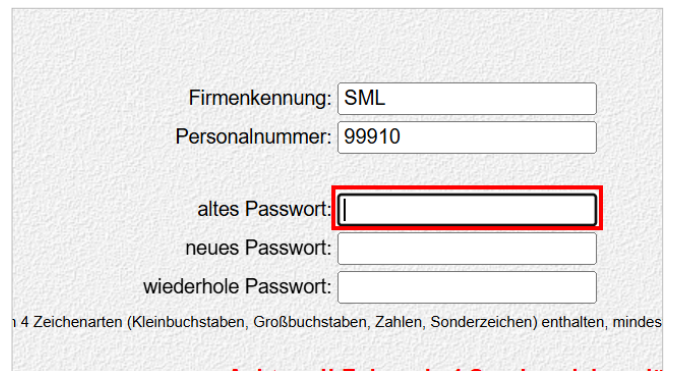 Firmenkennung: SML
Personalnummer: 99910
altes Passwort:
neues Passwort:
wiederhole Passwort:
4 Zeichenarten (Kleinbuchstaben, Großbuchstaben, Zahlen, Sonderzeichen) enthalten, mindes